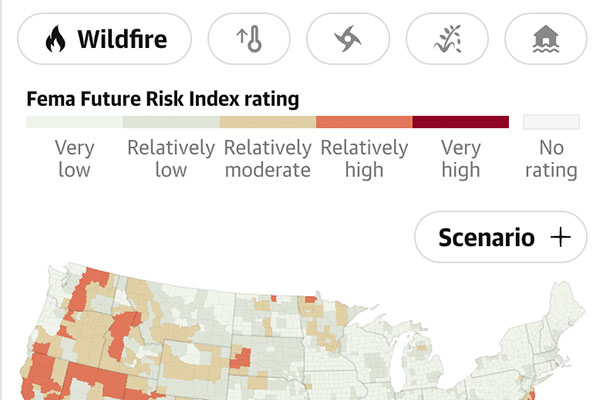 Wildfire
Fema Future Risk Index rating
Very low
Relatively low
Relatively moderate
Relatively high
Very high
No rating
Scenario +